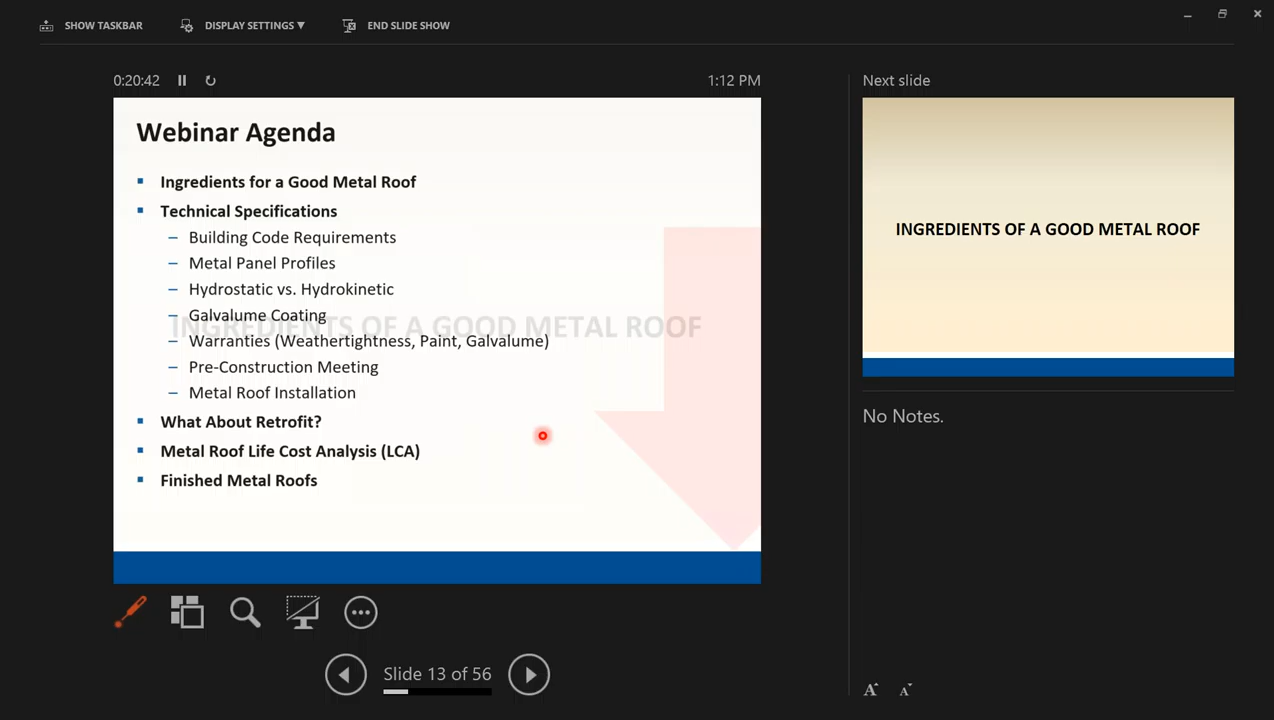 SHOW TASKBAR
DISPLAY SETTINGS ▼
END SLIDE SHOW
0:20:42
1:12 PM
Webinar Agenda
Ingredients for a Good Metal Roof
Technical Specifications
– Building Code Requirements
– Metal Panel Profiles
– Hydrostatic vs. Hydrokinetic
– Galvalume Coating
INGREDIENTS OF A GOOD METAL ROOF
– Warranties (Weathertightness, Paint, Galvalume)
– Pre-Construction Meeting
– Metal Roof Installation
What About Retrofit?
Metal Roof Life Cost Analysis (LCA)
Finished Metal Roofs
Slide 13 of 56
Next slide
INGREDIENTS OF A GOOD METAL ROOF
No Notes.
A A